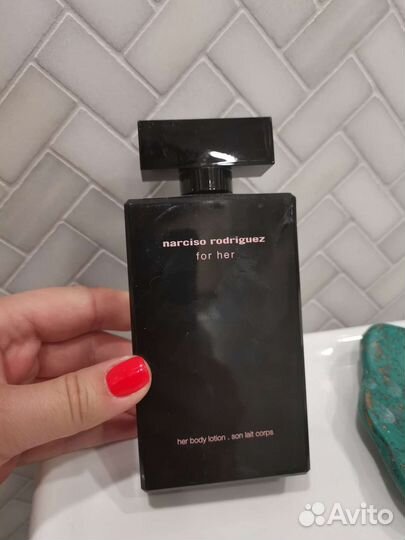 narciso rodriguez
for her
her body lotion . son lait corps
Avito